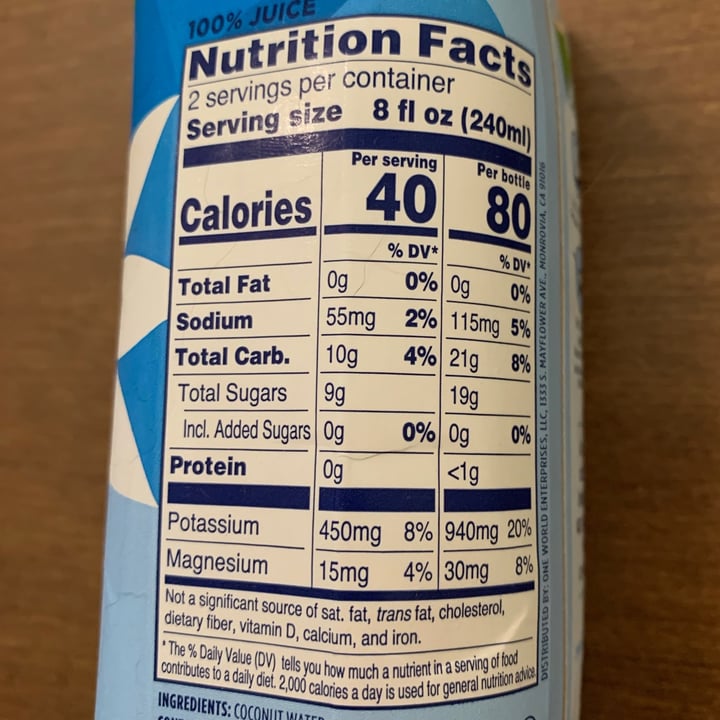 100% JUICE
Nutrition Facts
2 servings per container
Serving size 8 fl oz (240ml)
Per serving Per bottle
Calories 40 80
% DV* % DV*
Total Fat 0g 0% 0g 0%
Sodium 55mg 2% 115mg 5%
Total Carb. 10g 4% 21g 8%
Total Sugars 9g 19g
Incl. Added Sugars 0g 0% 0g 0%
Protein 0g <1g
Potassium 450mg 8% 940mg 20%
Magnesium 15mg 4% 30mg 8%
Not a significant source of sat. fat, trans fat, cholesterol,
dietary fiber, vitamin D, calcium, and iron.
* The % Daily Value (DV) tells you how much a nutrient in a serving of food
contributes to a daily diet. 2,000 calories a day is used for general nutrition advice.
INGREDIENTS: COCONUT WATER
DISTRIBUTED BY: ONE WORLD ENTERPRISES, LLC, 1333 S. MAYFLOWER AVE., MONROVIA, CA 91016